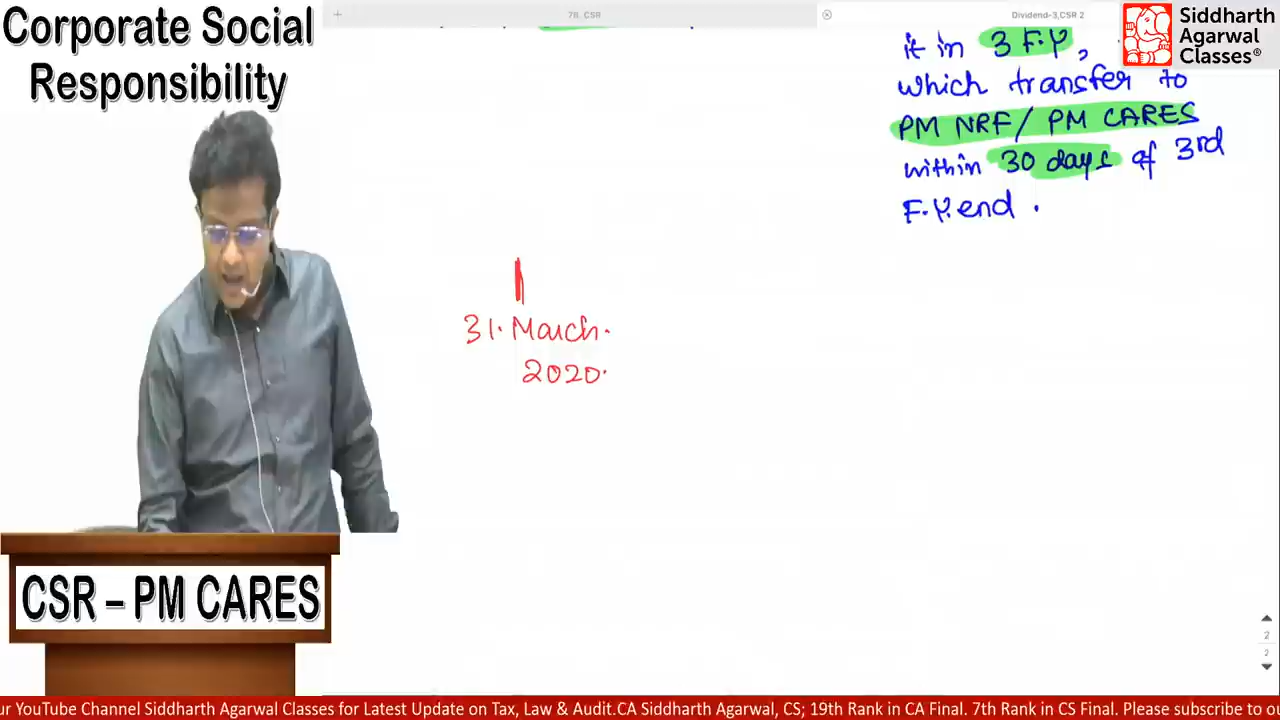 Corporate Social
Responsibility
78. CSR
Dividend-3,CSR 2
Siddharth
Agarwal
Classes®
it in 3 F.Y,
which transfer to
PM NRF/ PM CARES
within 30 days of 3rd
F.Y. end .
31. March.
2020.
CSR – PM CARES
2
2
ur YouTube Channel Siddharth Agarwal Classes for Latest Update on Tax, Law & Audit.CA Siddharth Agarwal, CS; 19th Rank in CA Final. 7th Rank in CS Final. Please subscribe to ou